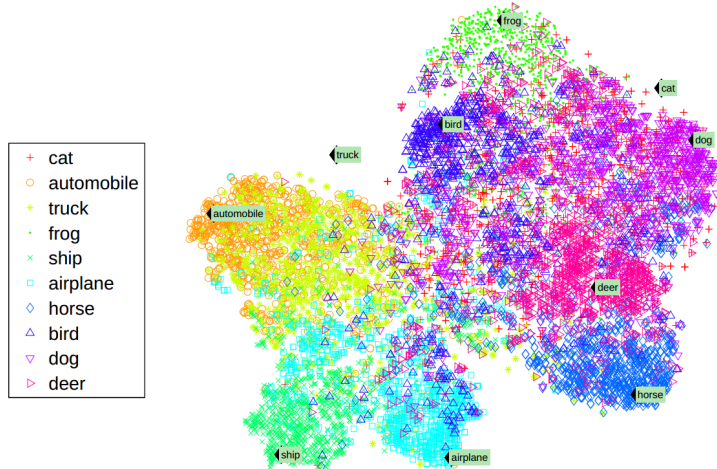 frog
cat
bird
dog
truck
cat
automobile
truck
frog
ship
airplane
horse
bird
dog
deer
automobile
deer
horse
ship
airplane